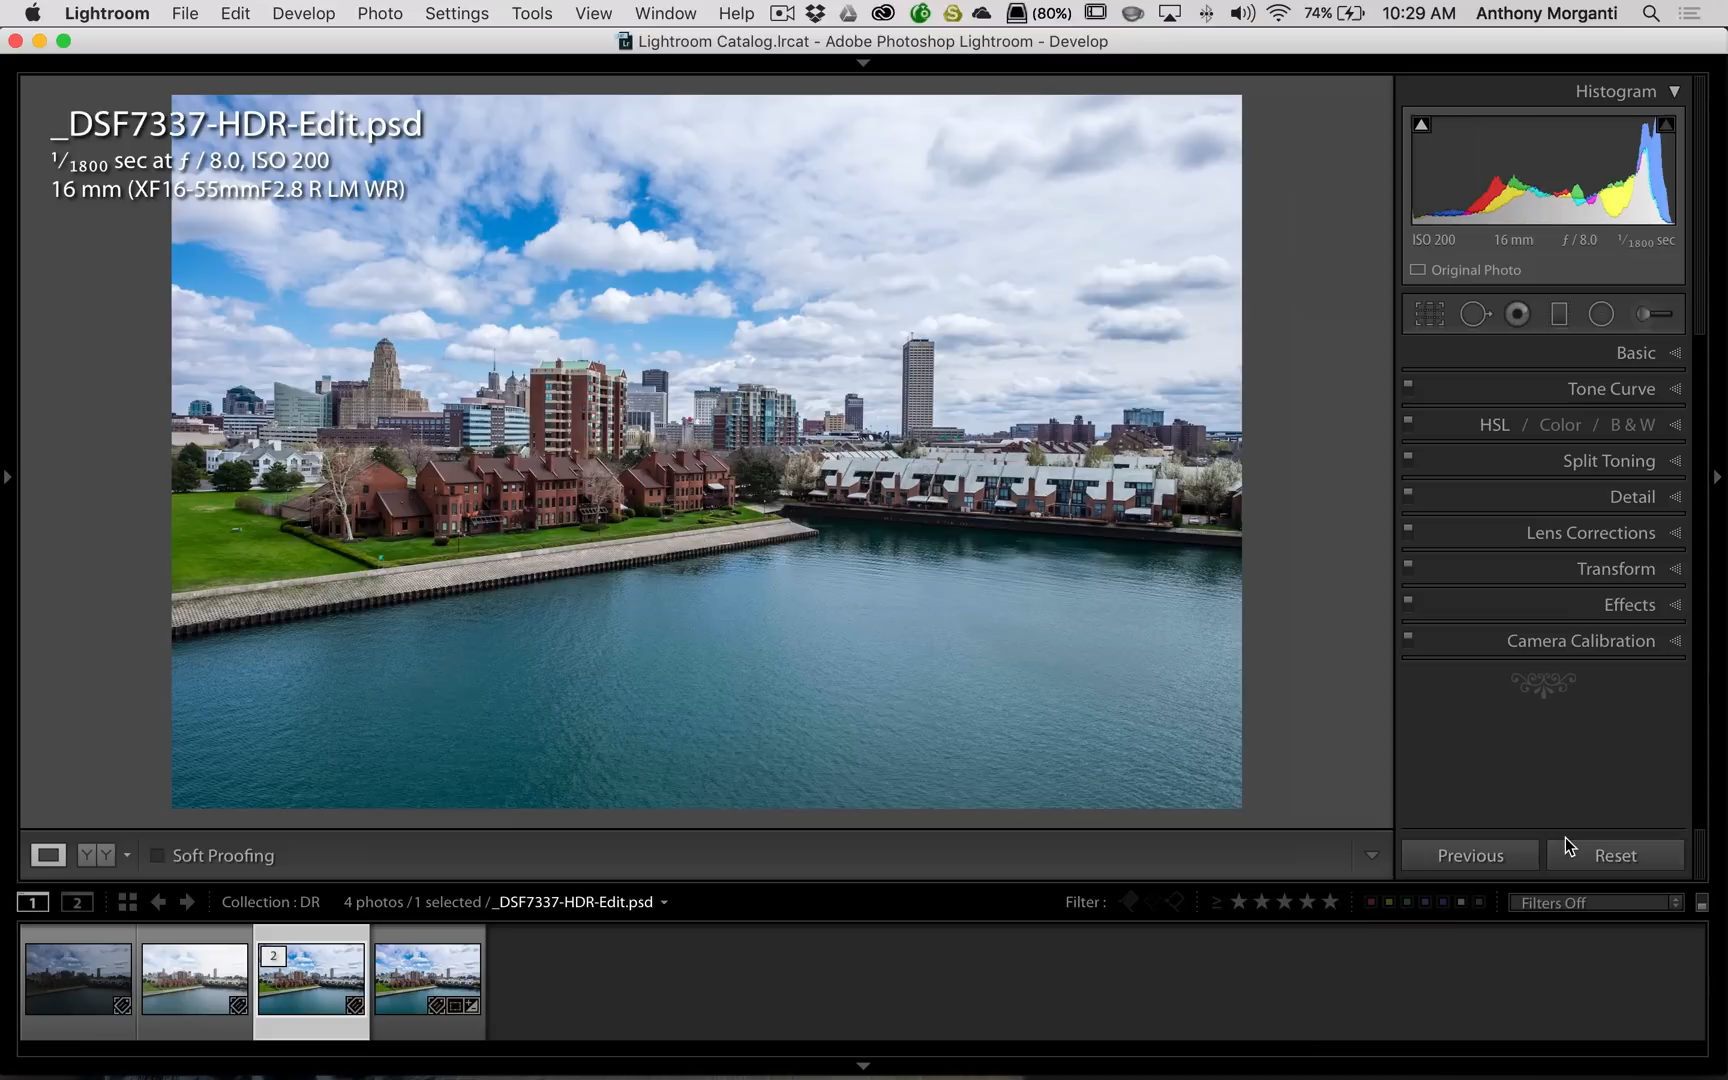 Lightroom File Edit Develop Photo Settings Tools View Window Help (80%) 74% 10:29 AM Anthony Morganti
Lightroom Catalog.lrcat - Adobe Photoshop Lightroom - Develop
Histogram
_DSF7337-HDR-Edit.psd
1/1800 sec at ƒ / 8.0, ISO 200
16 mm (XF16-55mmF2.8 R LM WR)
ISO 200 16 mm ƒ / 8.0 1/1800 sec
Original Photo
Basic
Tone Curve
HSL / Color / B & W
Split Toning
Detail
Lens Corrections
Transform
Effects
Camera Calibration
YY Soft Proofing
Previous Reset
1 2 Collection : DR 4 photos / 1 selected / _DSF7337-HDR-Edit.psd Filter : ≥ ★★★★★ Filters Off
2